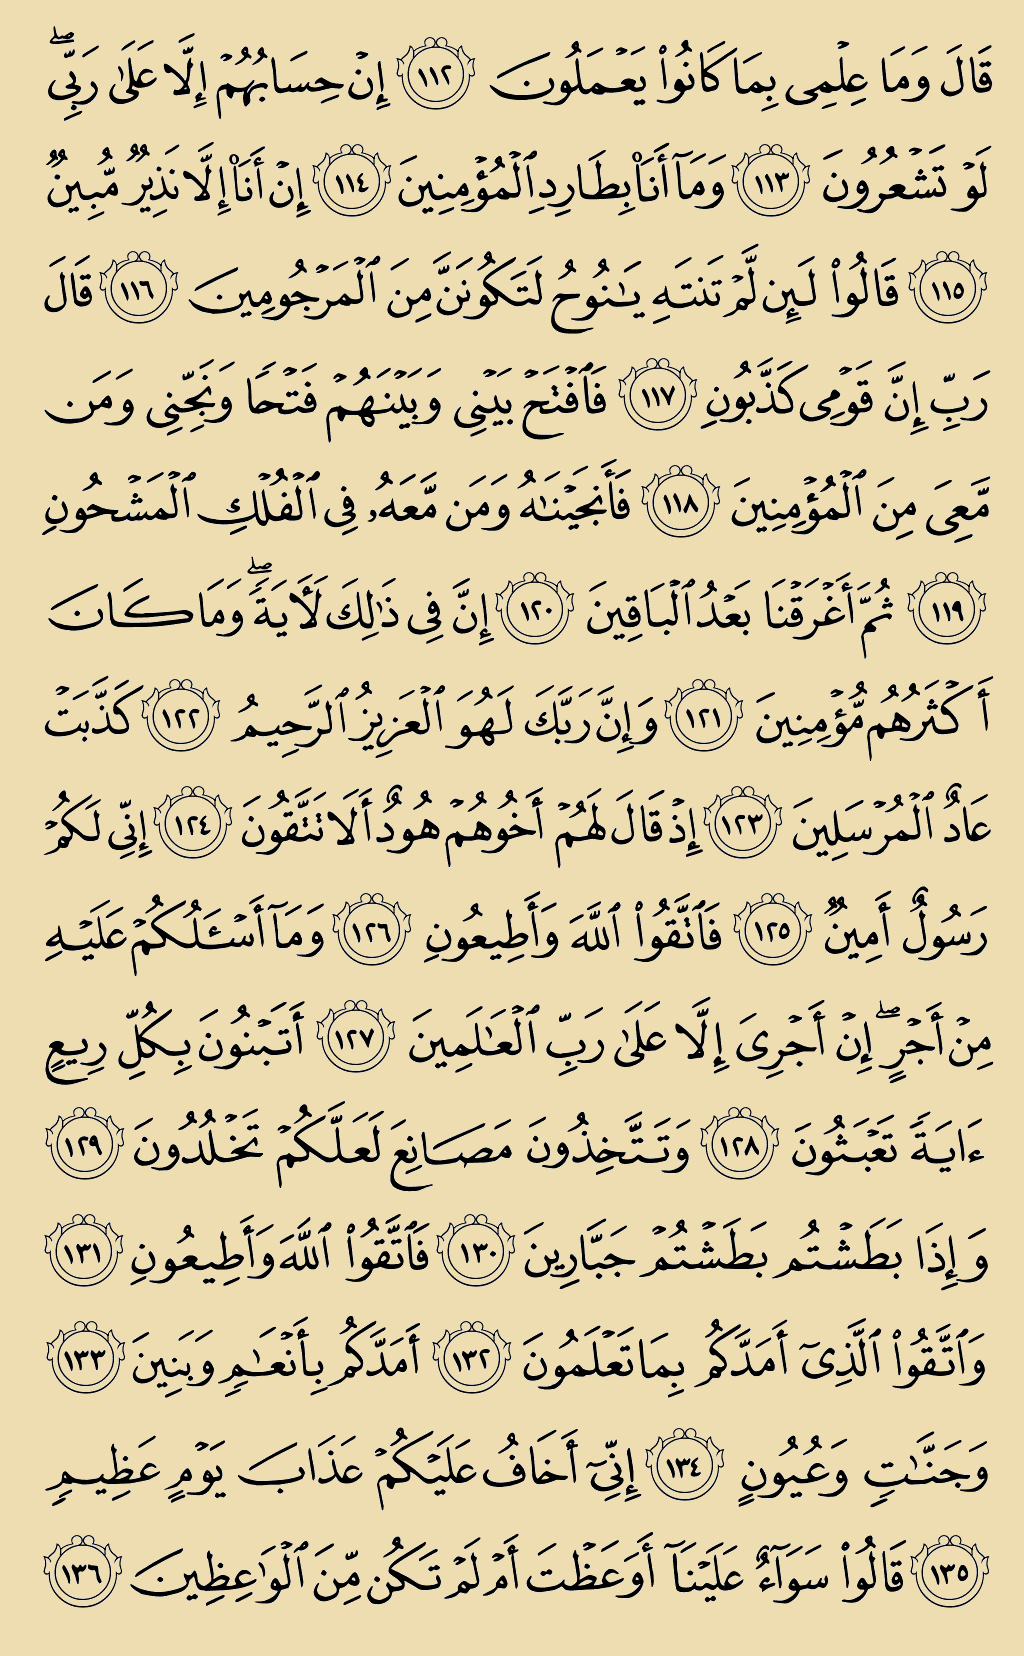 قَالَ وَمَا عِلْمِى بِمَا كَانُوا۟ يَعْمَلُونَ ١١٢ إِنْ حِسَابُهُمْ إِلَّا عَلَىٰ رَبِّى ۖ
لَوْ تَشْعُرُونَ ١١٣ وَمَآ أَنَا۠ بِطَارِدِ ٱلْمُؤْمِنِينَ ١١٤ إِنْ أَنَا۠ إِلَّا نَذِيرٌ مُّبِينٌ
١١٥ قَالُوا۟ لَئِن لَّمْ تَنتَهِ يَـٰنُوحُ لَتَكُونَنَّ مِنَ ٱلْمَرْجُومِينَ ١١٦ قَالَ
رَبِّ إِنَّ قَوْمِى كَذَّبُونِ ١١٧ فَٱفْتَحْ بَيْنِى وَبَيْنَهُمْ فَتْحًا وَنَجِّنِى وَمَن
مَّعِىَ مِنَ ٱلْمُؤْمِنِينَ ١١٨ فَأَنجَيْنَـٰهُ وَمَن مَّعَهُۥ فِى ٱلْفُلْكِ ٱلْمَشْحُونِ
١١٩ ثُمَّ أَغْرَقْنَا بَعْدُ ٱلْبَاقِينَ ١٢٠ إِنَّ فِى ذَٰلِكَ لَـَٔايَةً ۖ وَمَا كَانَ
أَكْثَرُهُم مُّؤْمِنِينَ ١٢١ وَإِنَّ رَبَّكَ لَهُوَ ٱلْعَزِيزُ ٱلرَّحِيمُ ١٢٢ كَذَّبَتْ
عَادٌ ٱلْمُرْسَلِينَ ١٢٣ إِذْ قَالَ لَهُمْ أَخُوهُمْ هُودٌ أَلَا تَتَّقُونَ ١٢٤ إِنِّى لَكُمْ
رَسُولٌ أَمِينٌ ١٢٥ فَٱتَّقُوا۟ ٱللَّهَ وَأَطِيعُونِ ١٢٦ وَمَآ أَسْـَٔلُكُمْ عَلَيْهِ
مِنْ أَجْرٍ ۖ إِنْ أَجْرِىَ إِلَّا عَلَىٰ رَبِّ ٱلْعَـٰلَمِينَ ١٢٧ أَتَبْنُونَ بِكُلِّ رِيعٍ
ءَايَةً تَعْبَثُونَ ١٢٨ وَتَتَّخِذُونَ مَصَانِعَ لَعَلَّكُمْ تَخْلُدُونَ ١٢٩
وَإِذَا بَطَشْتُم بَطَشْتُمْ جَبَّارِينَ ١٣٠ فَٱتَّقُوا۟ ٱللَّهَ وَأَطِيعُونِ ١٣١
وَٱتَّقُوا۟ ٱلَّذِىٓ أَمَدَّكُم بِمَا تَعْلَمُونَ ١٣٢ أَمَدَّكُم بِأَنْعَـٰمٍ وَبَنِينَ ١٣٣
وَجَنَّـٰتٍ وَعُيُونٍ ١٣٤ إِنِّىٓ أَخَافُ عَلَيْكُمْ عَذَابَ يَوْمٍ عَظِيمٍ
١٣٥ قَالُوا۟ سَوَآءٌ عَلَيْنَآ أَوَعَظْتَ أَمْ لَمْ تَكُن مِّنَ ٱلْوَٰعِظِينَ ١٣٦